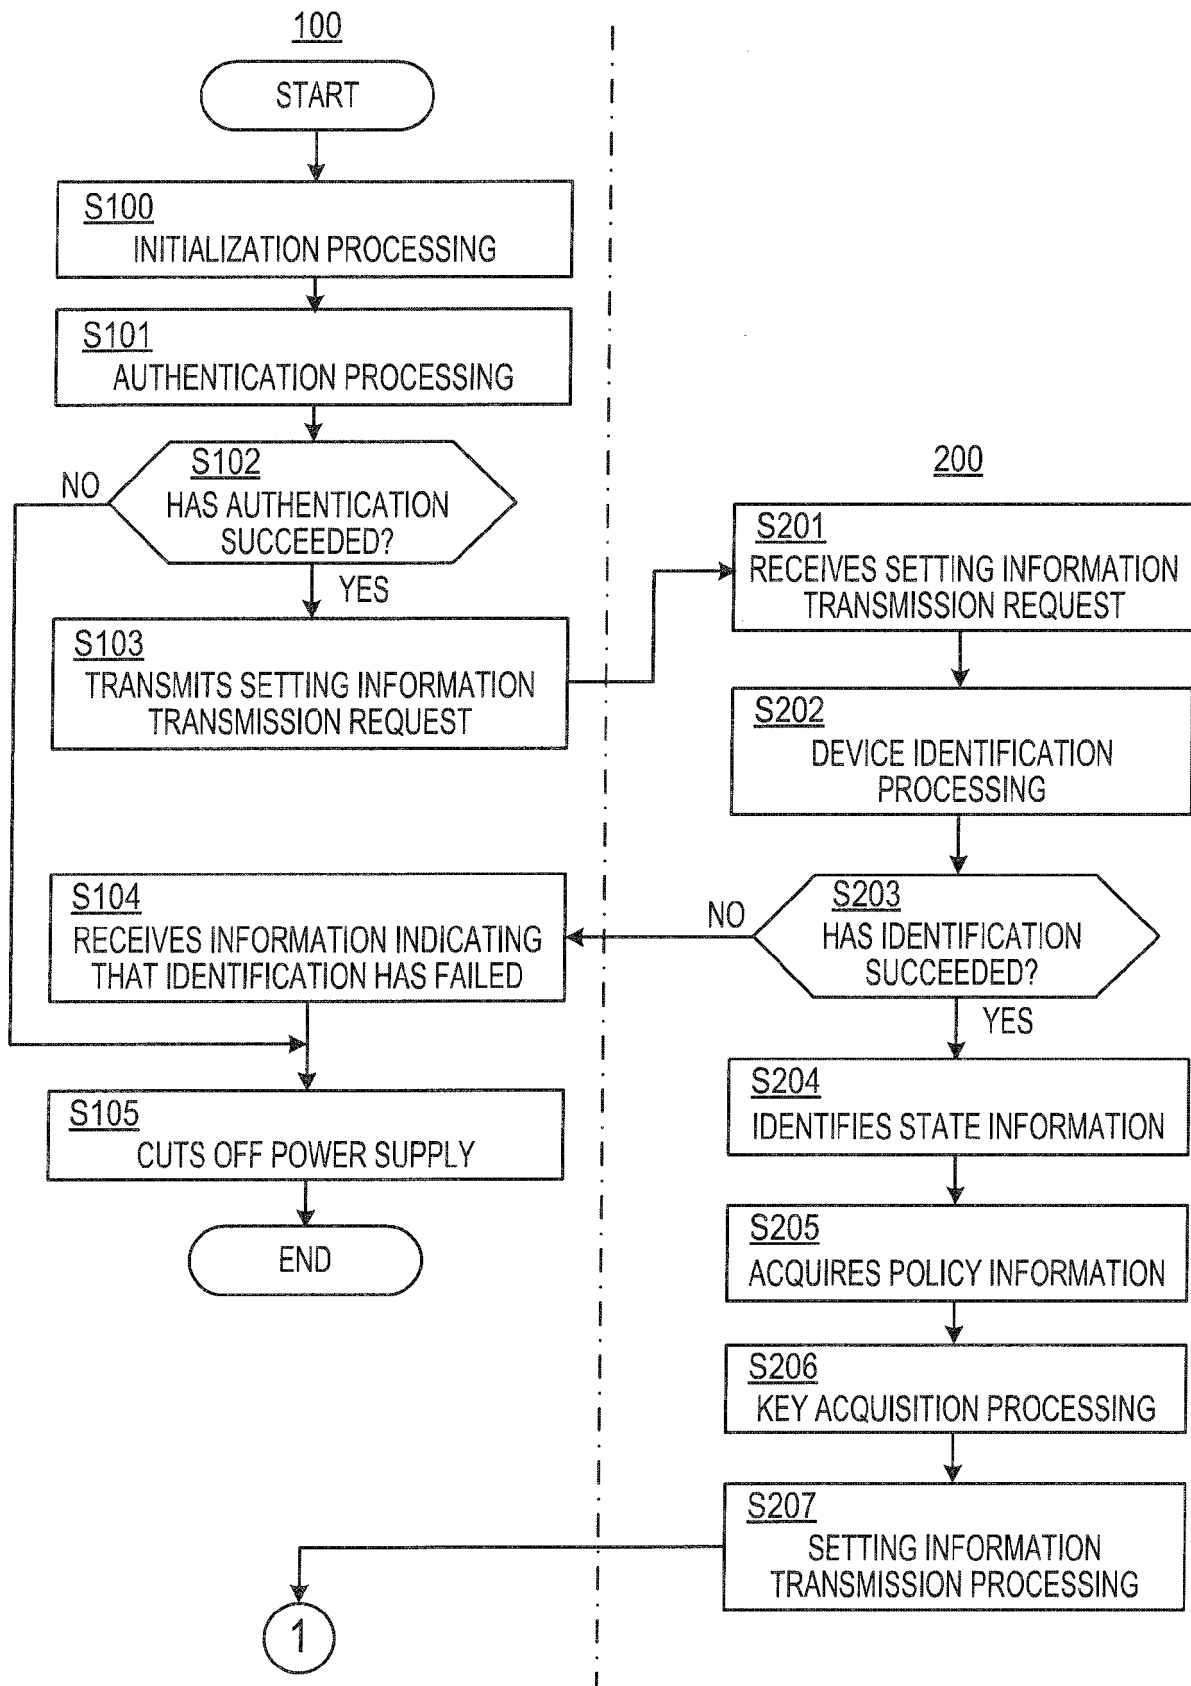 100
START
S100
INITIALIZATION PROCESSING
S101
AUTHENTICATION PROCESSING
S102
HAS AUTHENTICATION
SUCCEEDED?
NO
YES
S103
TRANSMITS SETTING INFORMATION
TRANSMISSION REQUEST
S104
RECEIVES INFORMATION INDICATING
THAT IDENTIFICATION HAS FAILED
S105
CUTS OFF POWER SUPPLY
END
200
S201
RECEIVES SETTING INFORMATION
TRANSMISSION REQUEST
S202
DEVICE IDENTIFICATION
PROCESSING
S203
HAS IDENTIFICATION
SUCCEEDED?
NO
YES
S204
IDENTIFIES STATE INFORMATION
S205
ACQUIRES POLICY INFORMATION
S206
KEY ACQUISITION PROCESSING
S207
SETTING INFORMATION
TRANSMISSION PROCESSING
1